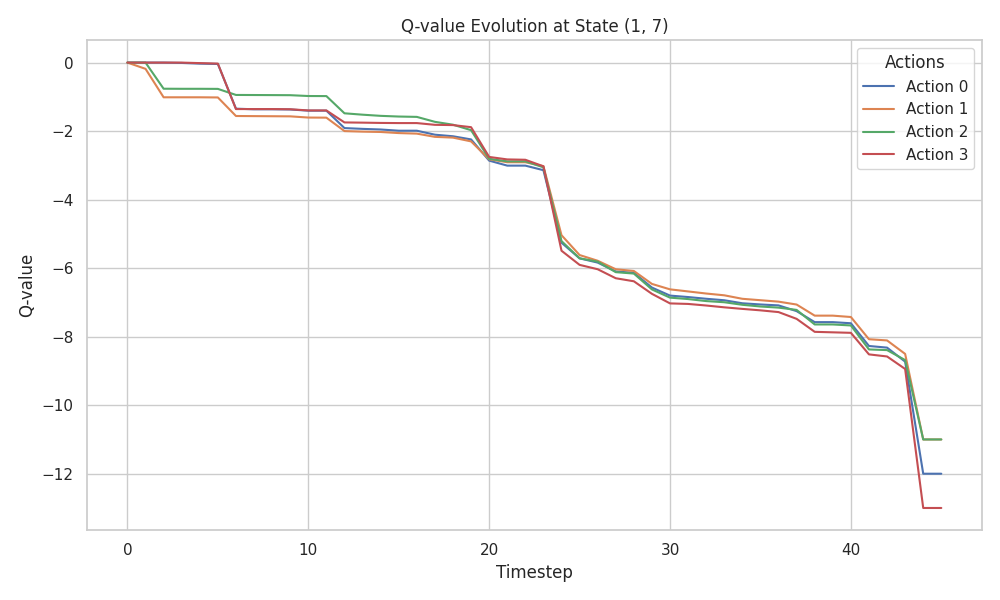 Q-value Evolution at State (1, 7)
Actions
Action 0
Action 1
Action 2
Action 3
Q-value
0
−2
−4
−6
−8
−10
−12
0 10 20 30 40
Timestep